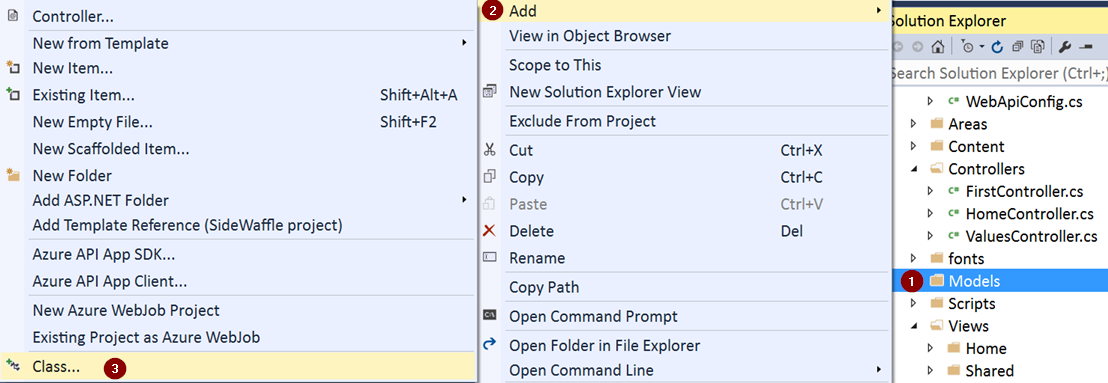 Controller...
New from Template
New Item...
Existing Item... Shift+Alt+A
New Empty File... Shift+F2
New Scaffolded Item...
New Folder
Add ASP.NET Folder
Add Template Reference (SideWaffle project)
Azure API App SDK...
Azure API App Client...
New Azure WebJob Project
Existing Project as Azure WebJob
Class... 3
2 Add
View in Object Browser
Scope to This
New Solution Explorer View
Exclude From Project
Cut Ctrl+X
Copy Ctrl+C
Paste Ctrl+V
Delete Del
Rename
Copy Path
Open Command Prompt
Open Folder in File Explorer
Open Command Line
Solution Explorer
Search Solution Explorer (Ctrl+;)
WebApiConfig.cs
Areas
Content
Controllers
FirstController.cs
HomeController.cs
ValuesController.cs
fonts
1 Models
Scripts
Views
Home
Shared